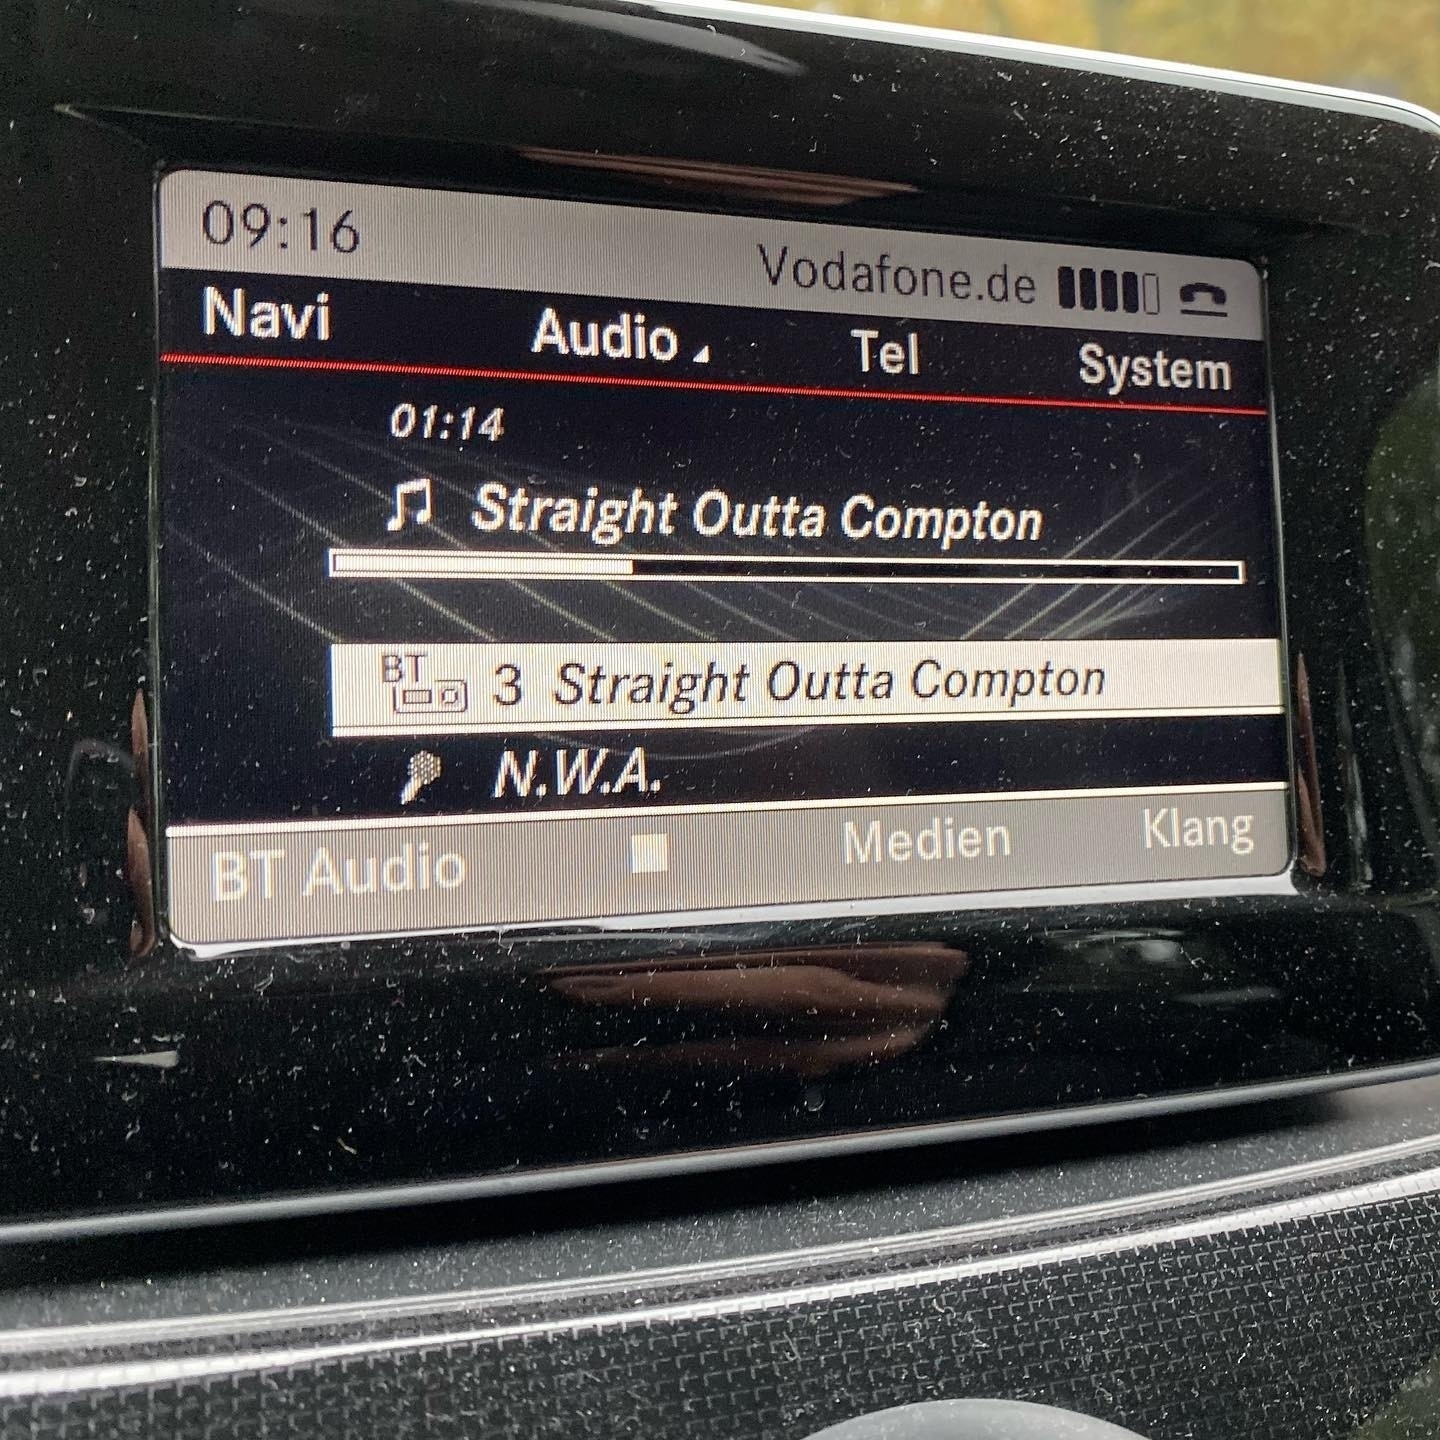 09:16
Vodafone.de
Navi Audio Tel System
01:14
Straight Outta Compton
BT 3 Straight Outta Compton
N.W.A.
BT Audio Medien Klang